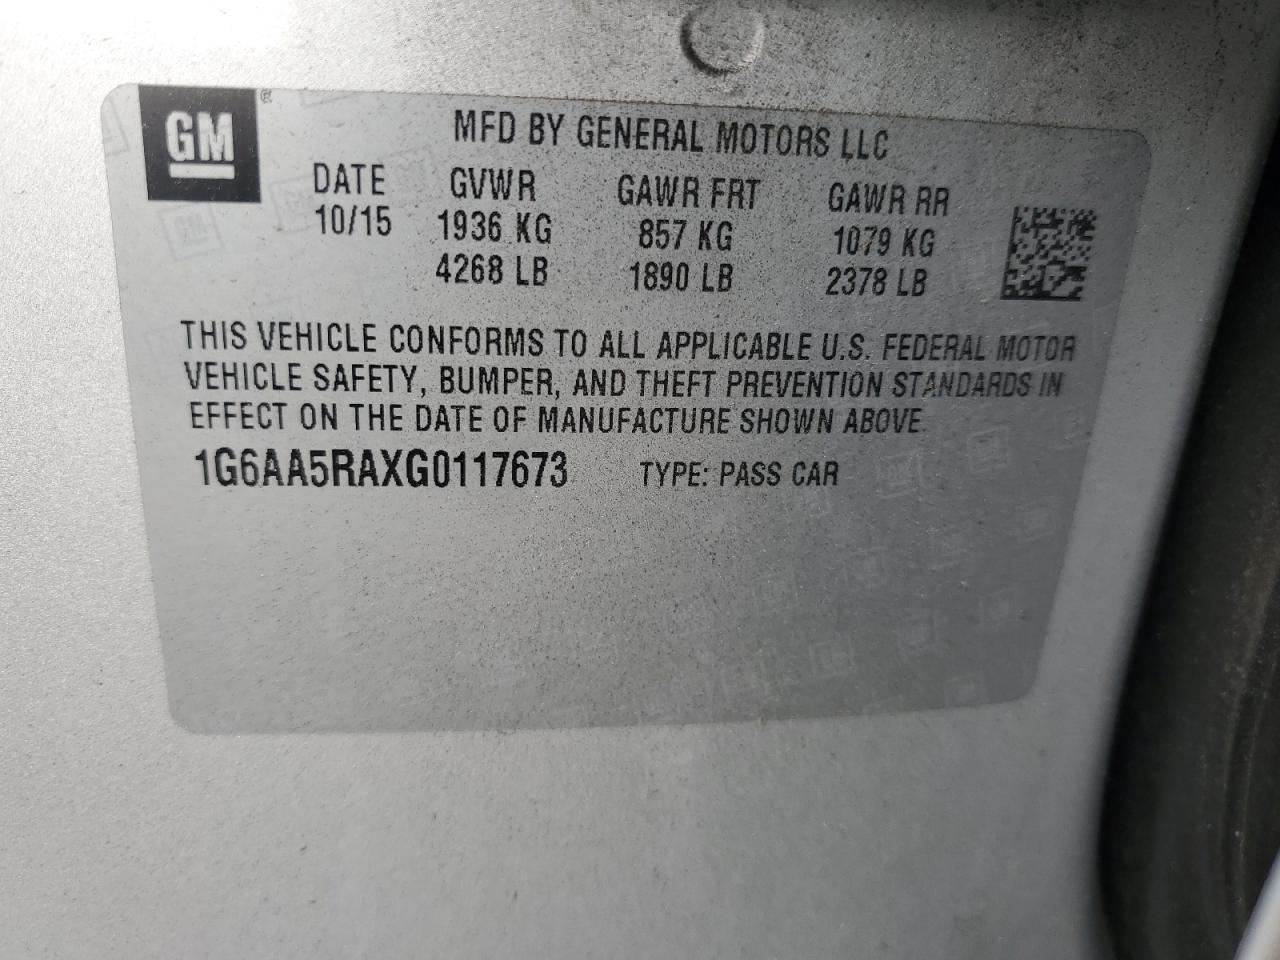 GM ®
MFD BY GENERAL MOTORS LLC
DATE GVWR GAWR FRT GAWR RR
10/15 1936 KG 857 KG 1079 KG
4268 LB 1890 LB 2378 LB
THIS VEHICLE CONFORMS TO ALL APPLICABLE U.S. FEDERAL MOTOR
VEHICLE SAFETY, BUMPER, AND THEFT PREVENTION STANDARDS IN
EFFECT ON THE DATE OF MANUFACTURE SHOWN ABOVE.
1G6AA5RAXG0117673 TYPE: PASS CAR